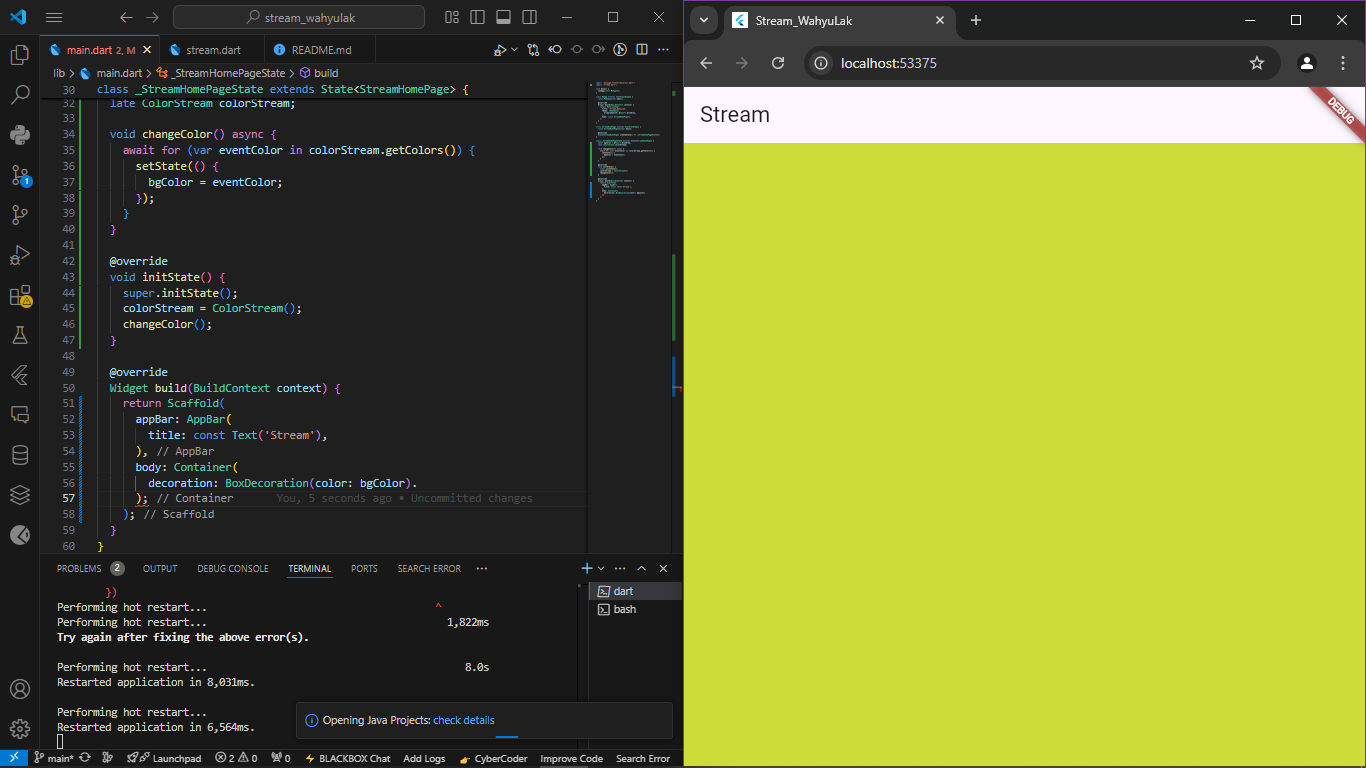 stream_wahyulak
main.dart 2, M
stream.dart
README.md
lib > main.dart > _StreamHomePageState > build
30 class _StreamHomePageState extends State<StreamHomePage> {
32 late ColorStream colorStream;
33
34 void changeColor() async {
35 await for (var eventColor in colorStream.getColors()) {
36 setState(() {
37 bgColor = eventColor;
38 });
39 }
40 }
41
42 @override
43 void initState() {
44 super.initState();
45 colorStream = ColorStream();
46 changeColor();
47 }
48
49 @override
50 Widget build(BuildContext context) {
51 return Scaffold(
52 appBar: AppBar(
53 title: const Text('Stream'),
54 ), // AppBar
55 body: Container(
56 decoration: BoxDecoration(color: bgColor).
57 ); // Container You, 5 seconds ago • Uncommitted changes
58 ); // Scaffold
59 }
60 }
1
PROBLEMS 2 OUTPUT DEBUG CONSOLE TERMINAL PORTS SEARCH ERROR ...
})
Performing hot restart... ^
Performing hot restart... 1,822ms
Try again after fixing the above error(s).
Performing hot restart... 8.0s
Restarted application in 8,031ms.
Performing hot restart...
Restarted application in 6,564ms.
dart
bash
Opening Java Projects: check details
main* Launchpad 2 0 0 BLACKBOX Chat Add Logs CyberCoder Improve Code Search Error
Stream_WahyuLak
localhost:53375
Stream
DEBUG